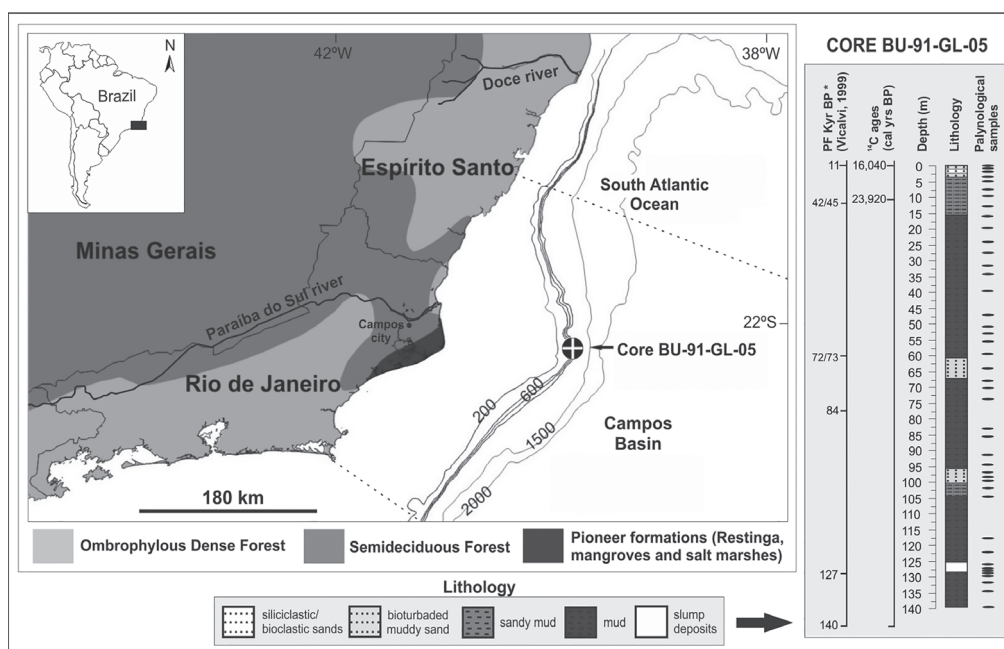 N
Brazil
42ºW
38ºW
Doce river
Espírito Santo
South Atlantic
Ocean
Minas Gerais
Paraíba do Sul river
Campos
city
22ºS
Core BU-91-GL-05
Rio de Janeiro
200
600
Campos
Basin
1500
2000
180 km
Ombrophylous Dense Forest
Semideciduous Forest
Pioneer formations (Restinga,
mangroves and salt marshes)
Lithology
siliciclastic/
bioclastic sands
bioturbaded
muddy sand
sandy mud
mud
slump
deposits
CORE BU-91-GL-05
PF Kyr BP *
(Vicalvi, 1999)
¹⁴C ages
(cal yrs BP)
Depth (m)
Lithology
Palynological
samples
11
42/45
72/73
84
127
140
16,040
23,920
0
5
10
15
20
25
30
35
40
45
50
55
60
65
70
75
80
85
90
95
100
105
110
115
120
125
130
135
140